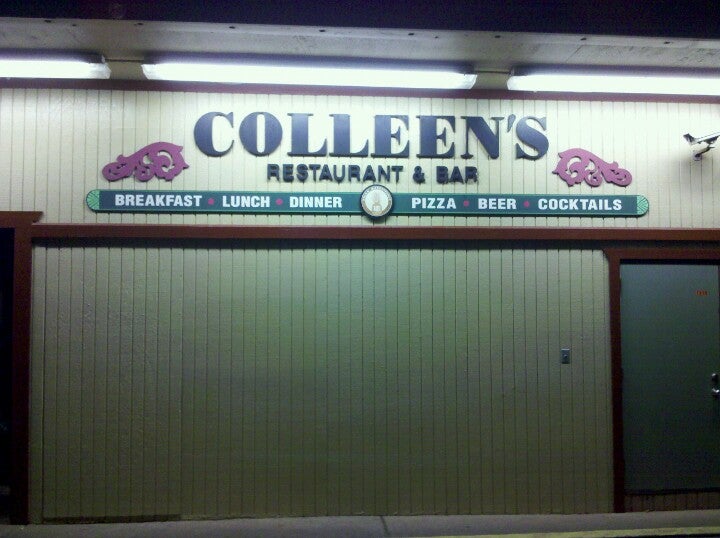 COLLEEN'S
RESTAURANT & BAR
BREAKFAST • LUNCH • DINNER PIZZA • BEER • COCKTAILS